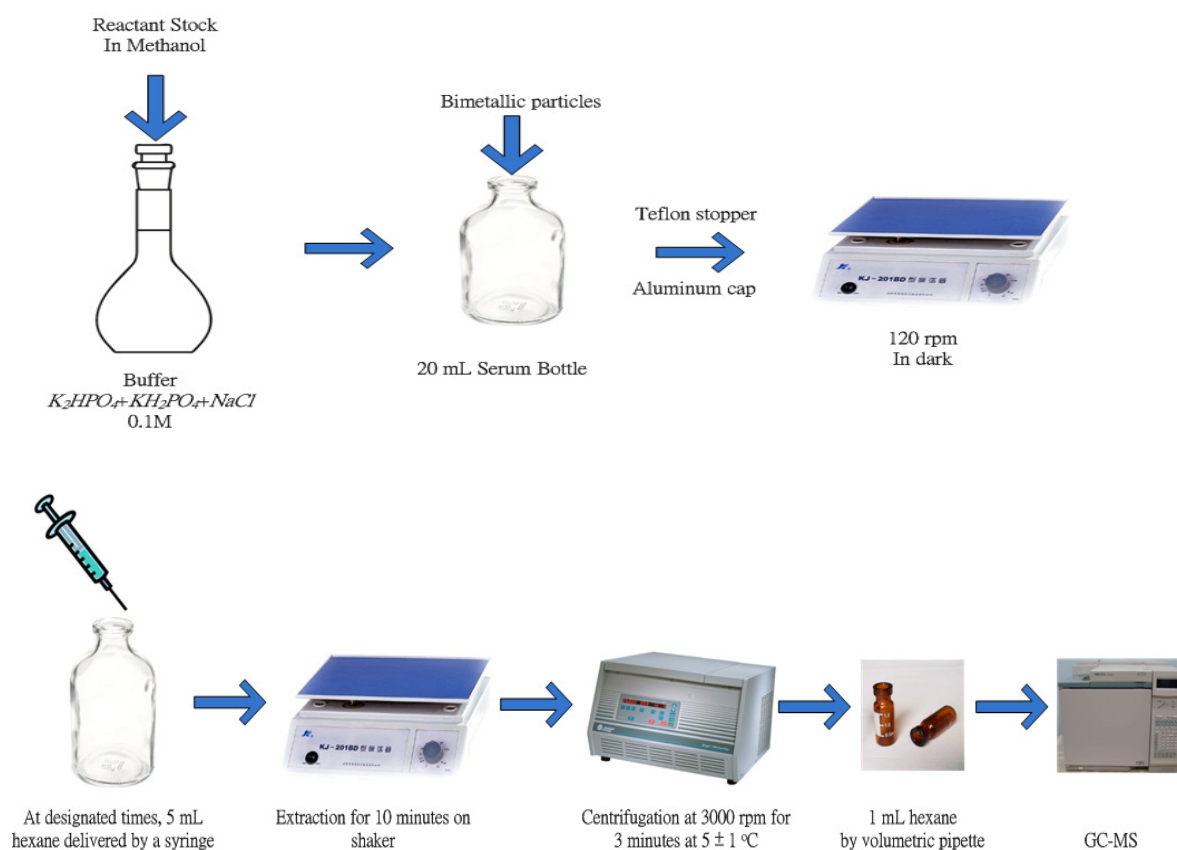 Reactant Stock
In Methanol
Bimetallic particles
Teflon stopper
Aluminum cap
KJ-201BD
Buffer
K₂HPO₄+KH₂PO₄+NaCl
0.1M
20 mL Serum Bottle
120 rpm
In dark
KJ-201BD
At designated times, 5 mL
hexane delivered by a syringe
Extraction for 10 minutes on
shaker
Centrifugation at 3000 rpm for
3 minutes at 5 ± 1 °C
1 mL hexane
by volumetric pipette
GC-MS